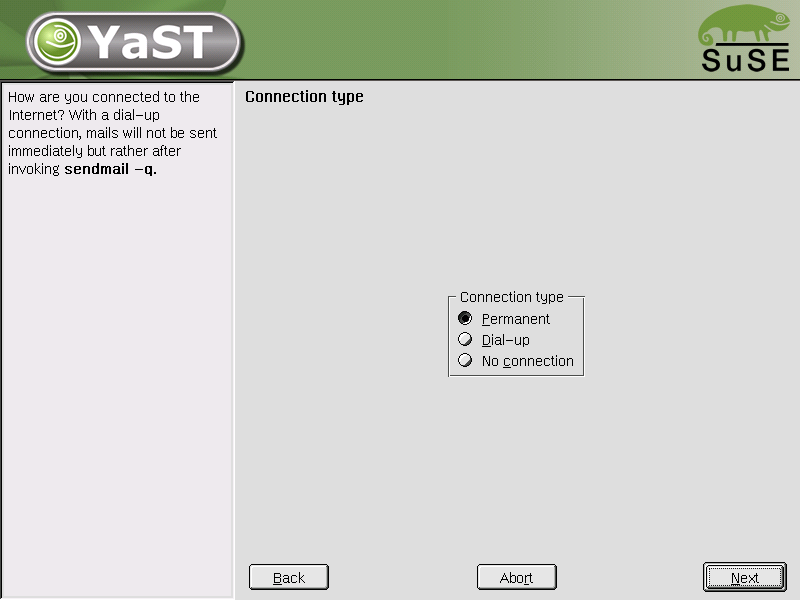 YaST
SuSE
How are you connected to the
Internet? With a dial-up
connection, mails will not be sent
immediately but rather after
invoking sendmail -q.
Connection type
Connection type
Permanent
Dial-up
No connection
Back
Abort
Next